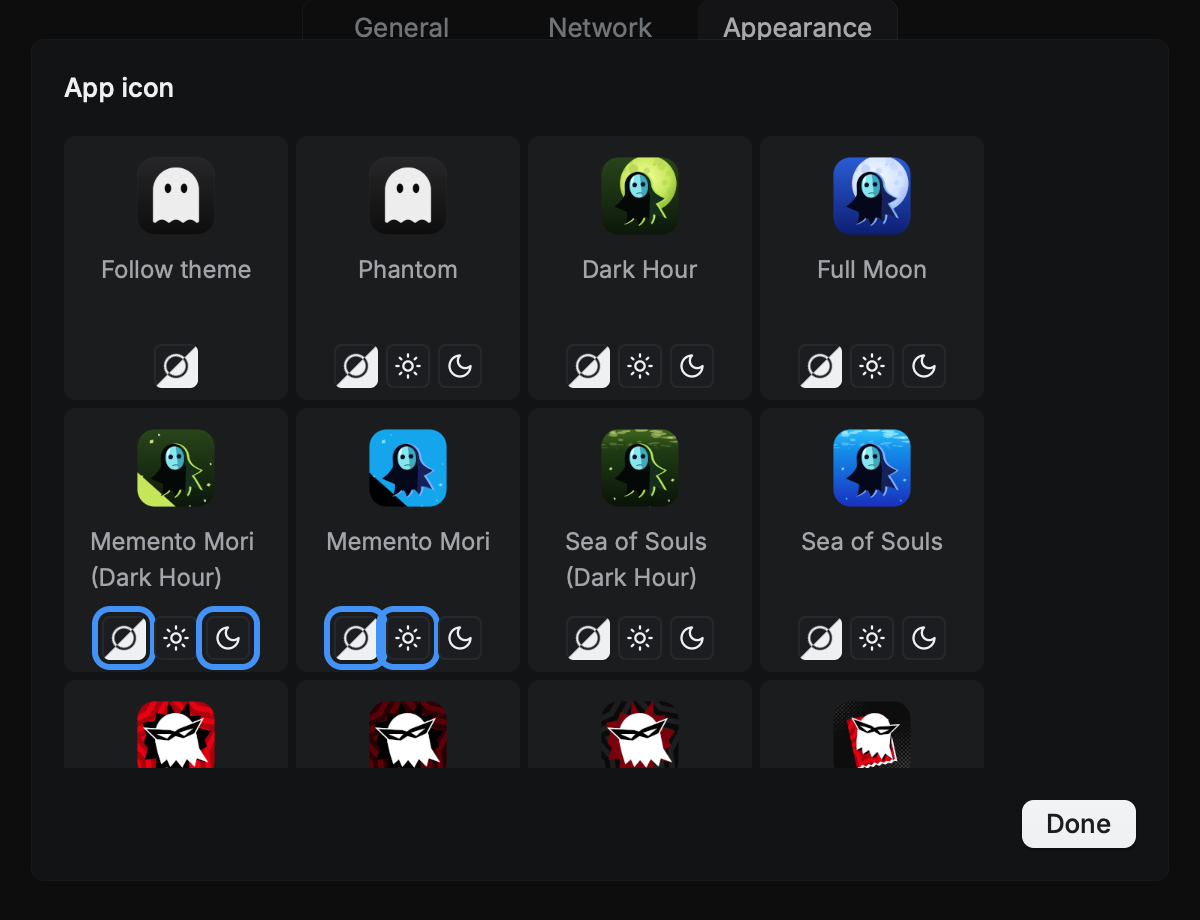 General
Network
Appearance
App icon
Follow theme
Phantom
Dark Hour
Full Moon
Memento Mori
(Dark Hour)
Memento Mori
Sea of Souls
(Dark Hour)
Sea of Souls
Done